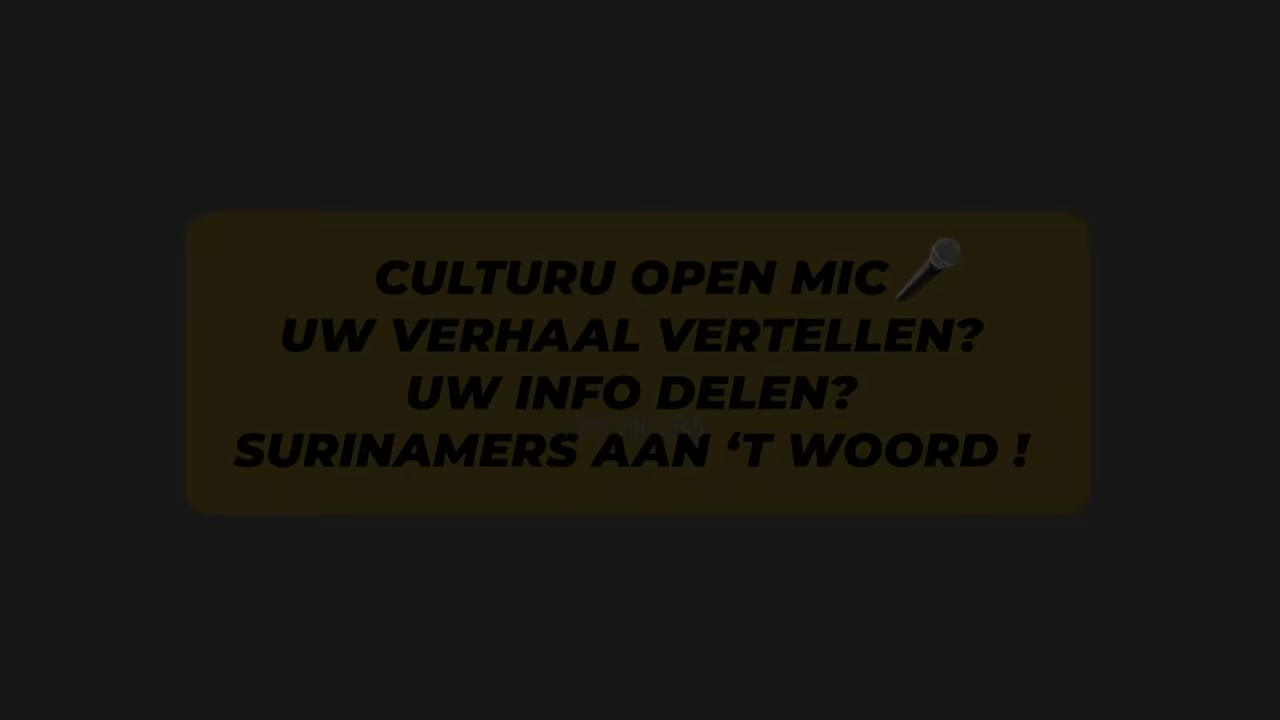 CULTURU OPEN MIC🎤
UW VERHAAL VERTELLEN?
UW INFO DELEN?
SURINAMERS AAN ‘T WOORD !